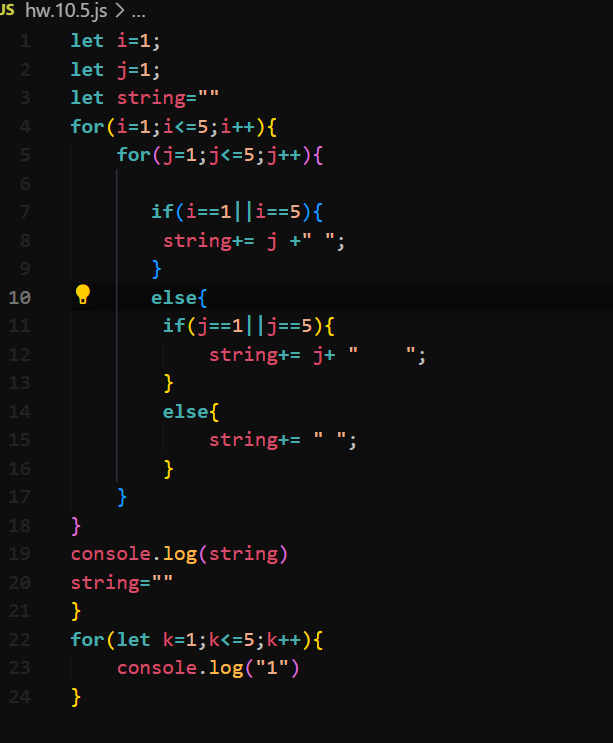 JS hw.10.5.js > ...
1 let i=1;
2 let j=1;
3 let string=""
4 for(i=1;i<=5;i++){
5     for(j=1;j<=5;j++){
6
7        if(i==1||i==5){
8         string+= j +" ";
9        }
10        else{
11         if(j==1||j==5){
12             string+= j+ "    ";
13         }
14         else{
15             string+= " ";
16         }
17     }
18 }
19 console.log(string)
20 string=""
21 }
22 for(let k=1;k<=5;k++){
23     console.log("1")
24 }